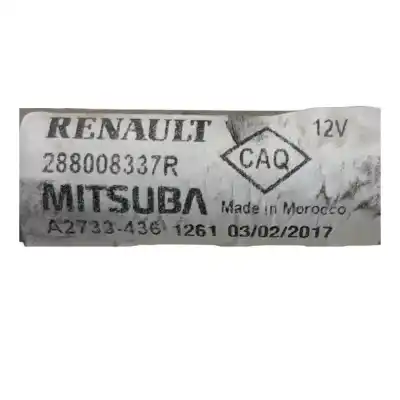 RENAULT 12V
288008337R CAQ
MITSUBA Made in Morocco
A2733-436 1261 03/02/2017